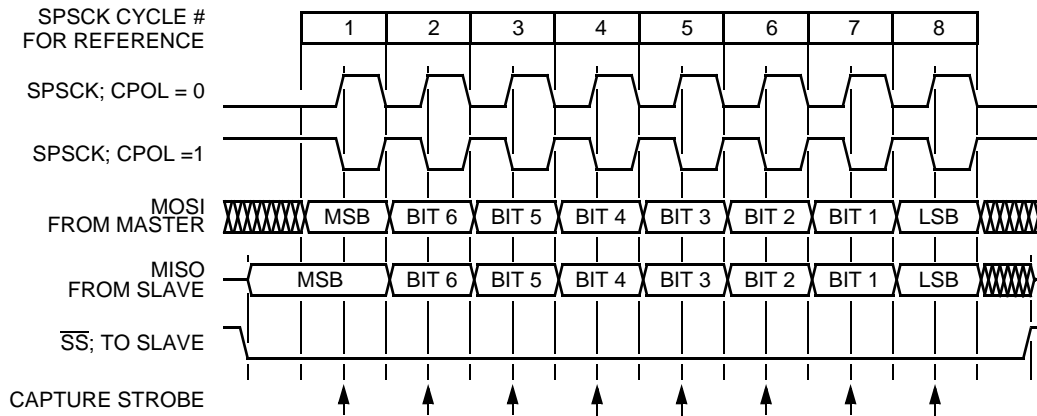 SPSCK CYCLE #
FOR REFERENCE
1 2 3 4 5 6 7 8
SPSCK; CPOL = 0
SPSCK; CPOL =1
MOSI
FROM MASTER
MSB BIT 6 BIT 5 BIT 4 BIT 3 BIT 2 BIT 1 LSB
MISO
FROM SLAVE
MSB BIT 6 BIT 5 BIT 4 BIT 3 BIT 2 BIT 1 LSB
SS; TO SLAVE
CAPTURE STROBE